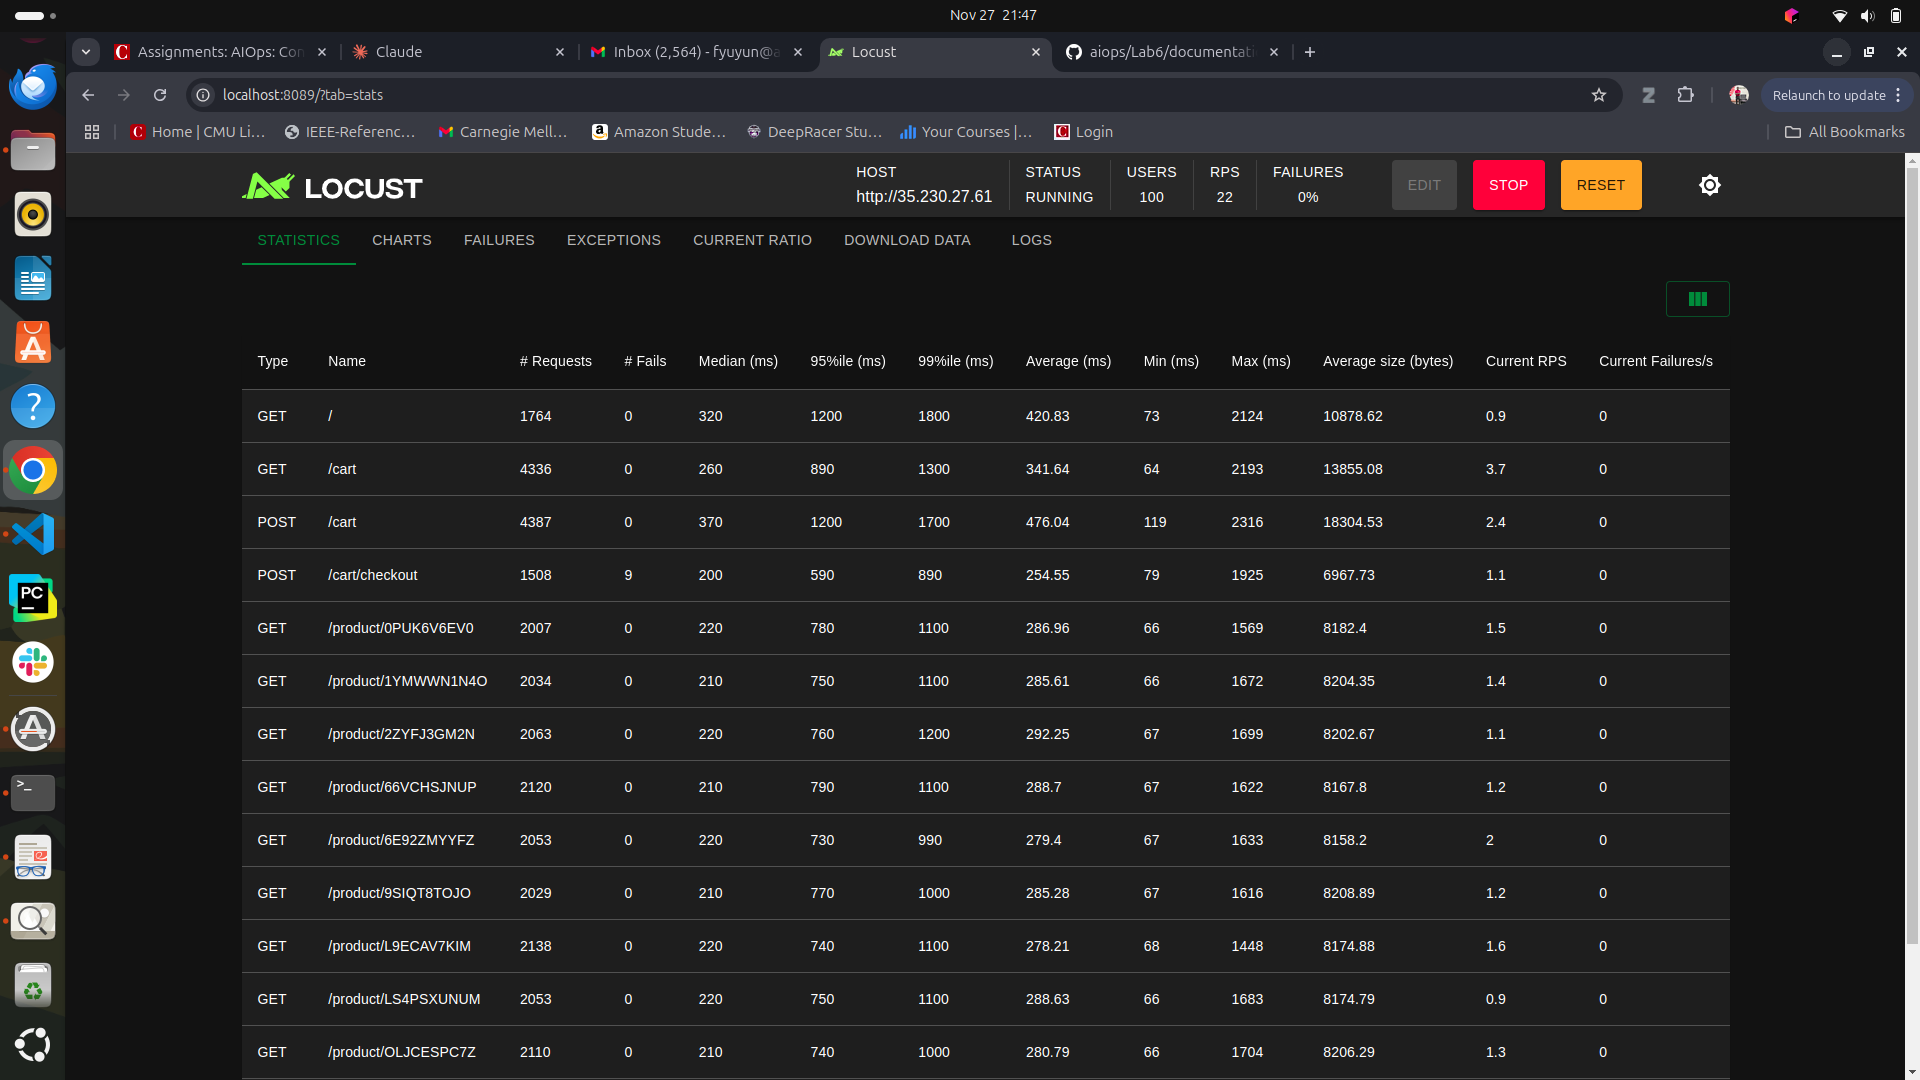 Nov 27 21:47
Assignments: AIOps: Con
Claude
Inbox (2,564) - fyuyun@a
Locust
aiops/Lab6/documentati
localhost:8089/?tab=stats
Relaunch to update
Home | CMU Li...
IEEE-Referenc...
Carnegie Mell...
Amazon Stude...
DeepRacer Stu...
Your Courses |...
Login
All Bookmarks
LOCUST
HOST
http://35.230.27.61
STATUS
RUNNING
USERS
100
RPS
22
FAILURES
0%
EDIT
STOP
RESET
STATISTICS CHARTS FAILURES EXCEPTIONS CURRENT RATIO DOWNLOAD DATA LOGS
Type Name # Requests # Fails Median (ms) 95%ile (ms) 99%ile (ms) Average (ms) Min (ms) Max (ms) Average size (bytes) Current RPS Current Failures/s
GET / 1764 0 320 1200 1800 420.83 73 2124 10878.62 0.9 0
GET /cart 4336 0 260 890 1300 341.64 64 2193 13855.08 3.7 0
POST /cart 4387 0 370 1200 1700 476.04 119 2316 18304.53 2.4 0
POST /cart/checkout 1508 9 200 590 890 254.55 79 1925 6967.73 1.1 0
GET /product/0PUK6V6EV0 2007 0 220 780 1100 286.96 66 1569 8182.4 1.5 0
GET /product/1YMWWN1N4O 2034 0 210 750 1100 285.61 66 1672 8204.35 1.4 0
GET /product/2ZYFJ3GM2N 2063 0 220 760 1200 292.25 67 1699 8202.67 1.1 0
GET /product/66VCHSJNUP 2120 0 210 790 1100 288.7 67 1622 8167.8 1.2 0
GET /product/6E92ZMYYFZ 2053 0 220 730 990 279.4 67 1633 8158.2 2 0
GET /product/9SIQT8TOJO 2029 0 210 770 1000 285.28 67 1616 8208.89 1.2 0
GET /product/L9ECAV7KIM 2138 0 220 740 1100 278.21 68 1448 8174.88 1.6 0
GET /product/LS4PSXUNUM 2053 0 220 750 1100 288.63 66 1683 8174.79 0.9 0
GET /product/OLJCESPC7Z 2110 0 210 740 1000 280.79 66 1704 8206.29 1.3 0
PC